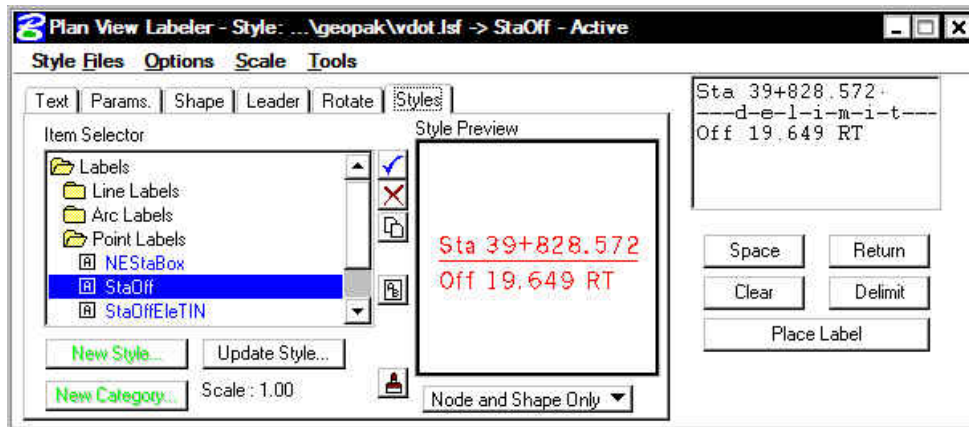 Plan View Labeler - Style: ...\geopak\vdot.lsf -> StaOff - Active
Style Files Options Scale Tools
Text Params. Shape Leader Rotate Styles
Item Selector
Style Preview
Labels
Line Labels
Arc Labels
Point Labels
NEStaBox
StaOff
StaOffEleTIN
New Style...
Update Style...
New Category...
Scale : 1.00
Sta 39+828.572
Off 19.649 RT
Node and Shape Only
Sta 39+828.572
---d-e-l-i-m-i-t---
Off 19.649 RT
Space Return
Clear Delimit
Place Label